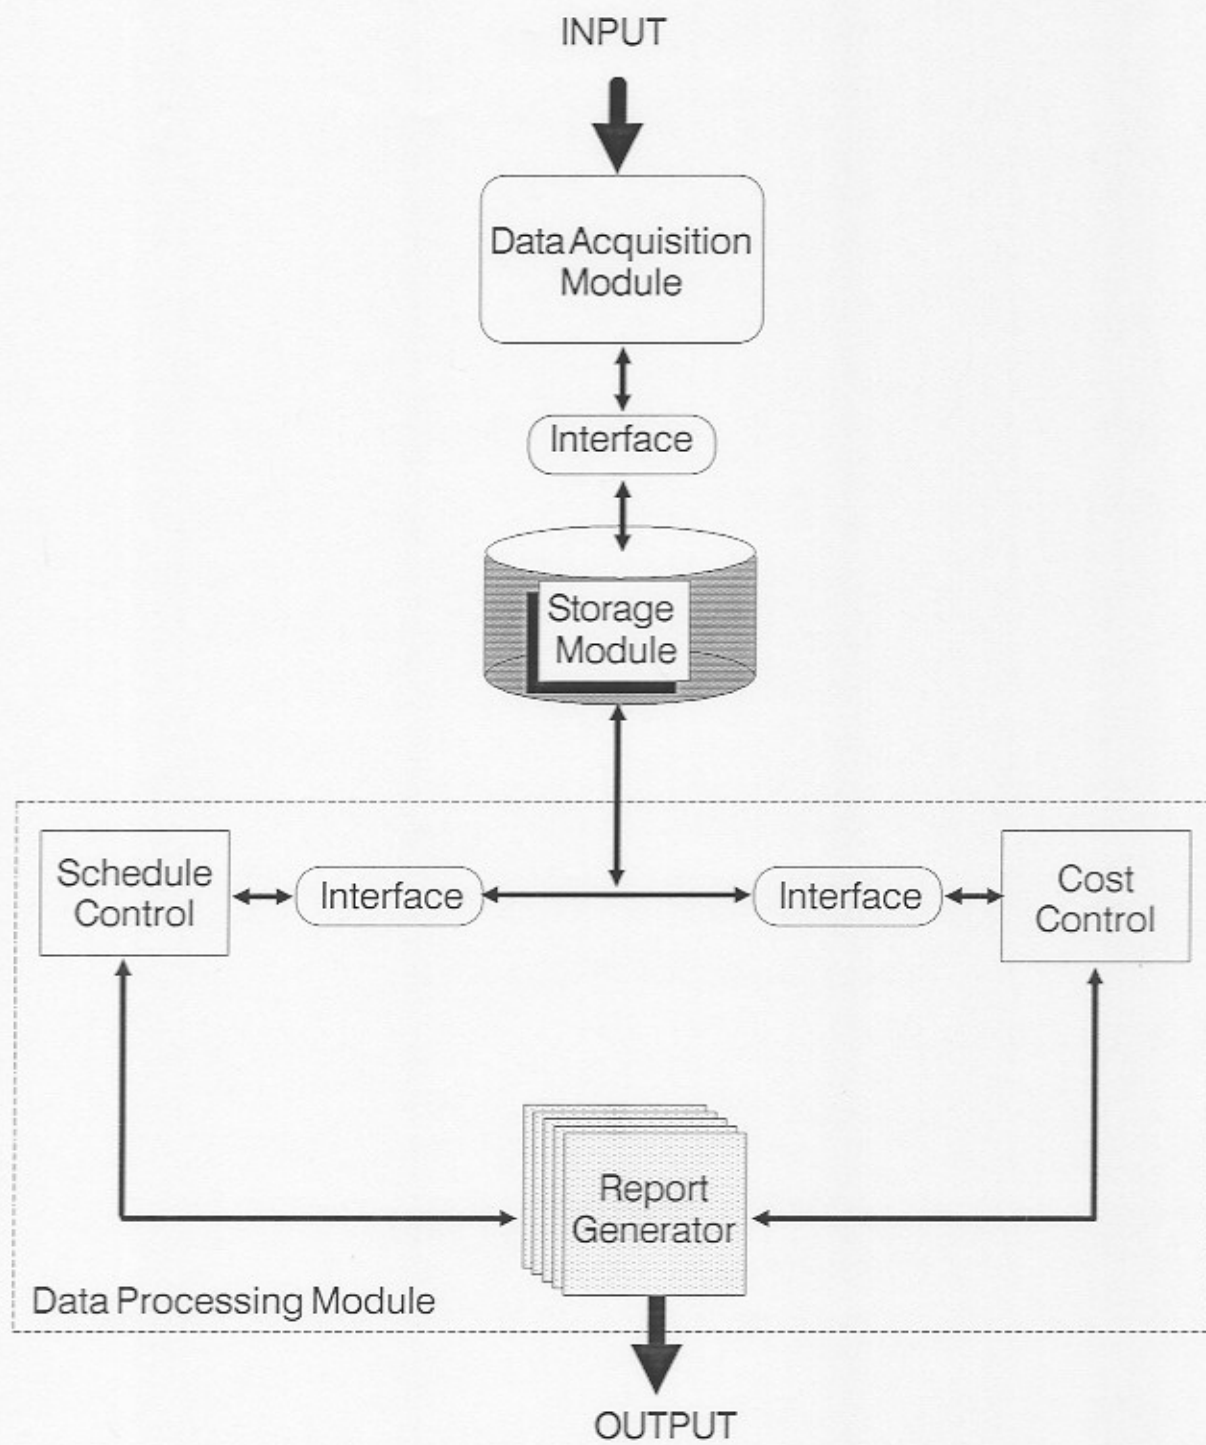 INPUT
Data Acquisition
Module
Interface
Storage
Module
Schedule
Control
Interface
Interface
Cost
Control
Report
Generator
Data Processing Module
OUTPUT